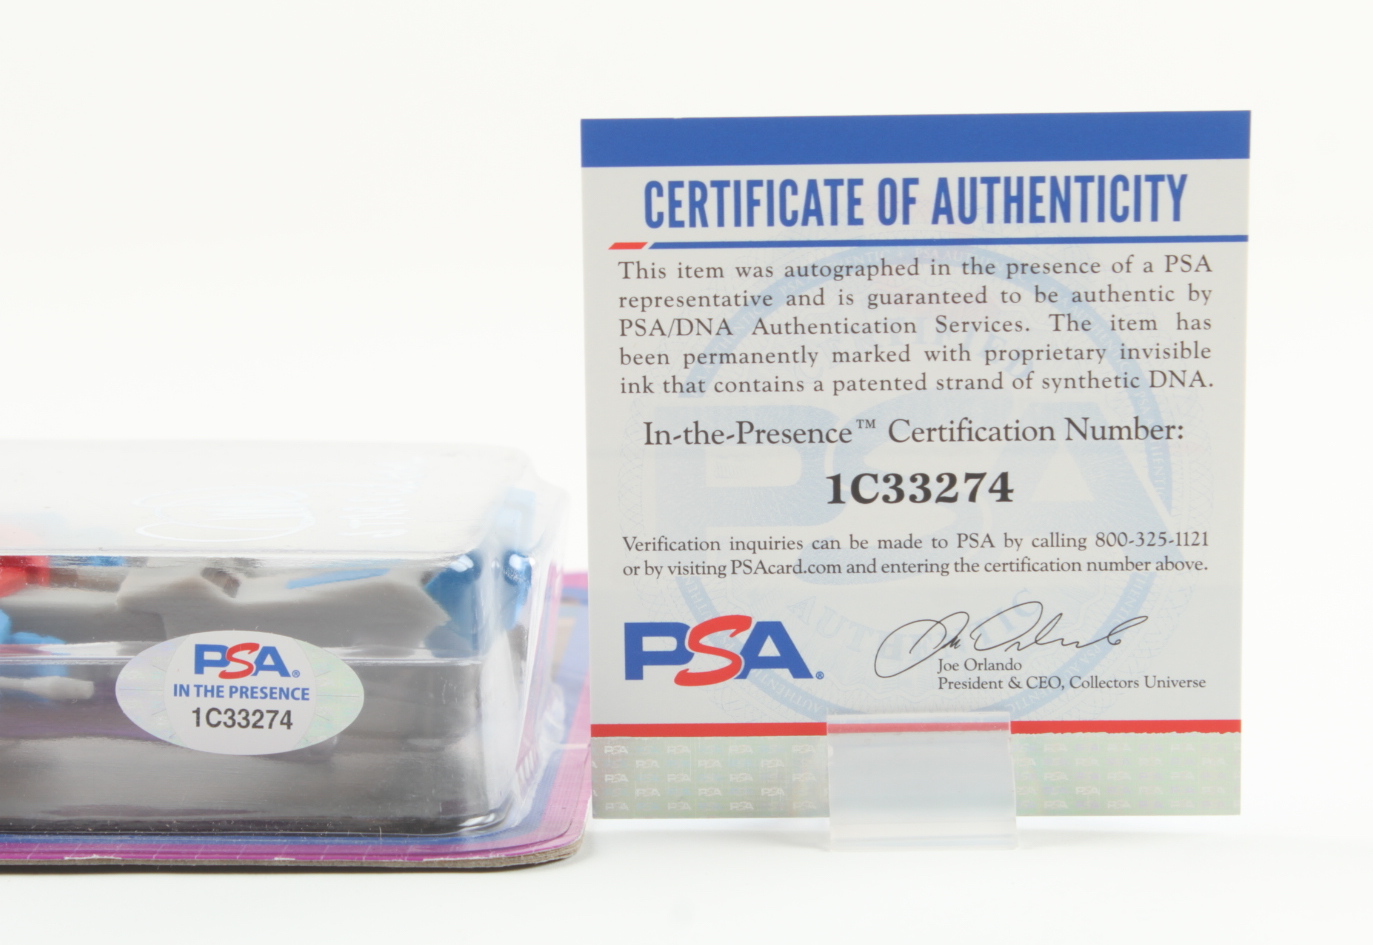 CERTIFICATE OF AUTHENTICITY
This item was autographed in the presence of a PSA
representative and is guaranteed to be authentic by
PSA/DNA Authentication Services. The item has
been permanently marked with proprietary invisible
ink that contains a patented strand of synthetic DNA.
In-the-Presence™ Certification Number:
1C33274
Verification inquiries can be made to PSA by calling 800-325-1121
or by visiting PSAcard.com and entering the certification number above.
PSA®
Joe Orlando
President & CEO, Collectors Universe
PSA®
IN THE PRESENCE
1C33274